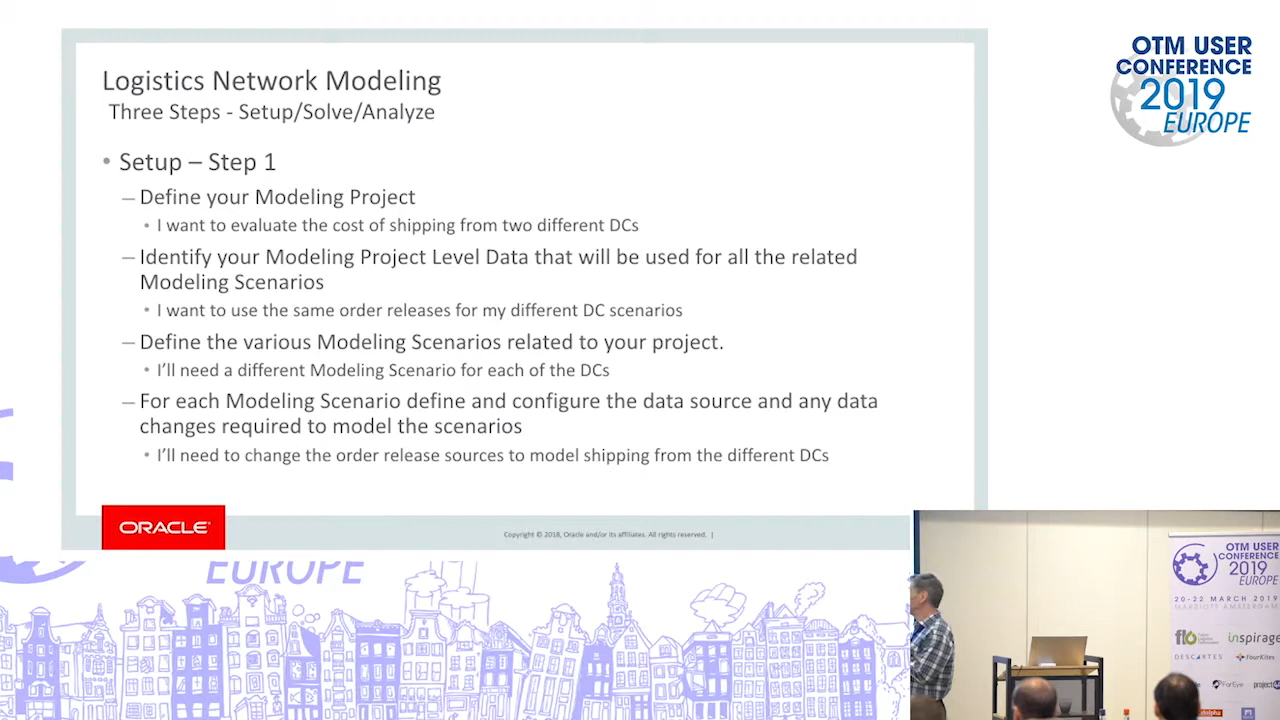 Logistics Network Modeling
Three Steps - Setup/Solve/Analyze
• Setup – Step 1
– Define your Modeling Project
• I want to evaluate the cost of shipping from two different DCs
– Identify your Modeling Project Level Data that will be used for all the related
Modeling Scenarios
• I want to use the same order releases for my different DC scenarios
– Define the various Modeling Scenarios related to your project.
• I'll need a different Modeling Scenario for each of the DCs
– For each Modeling Scenario define and configure the data source and any data
changes required to model the scenarios
• I'll need to change the order release sources to model shipping from the different DCs
ORACLE
Copyright © 2018, Oracle and/or its affiliates. All rights reserved. |
OTM USER
CONFERENCE
2019
EUROPE
EUROPE
OTM USER
CONFERENCE
2019
EUROPE
20-22 MARCH 2019
MARRIOTT AMSTERDAM
inspirage
DESCARTES
FourKites
ForEye